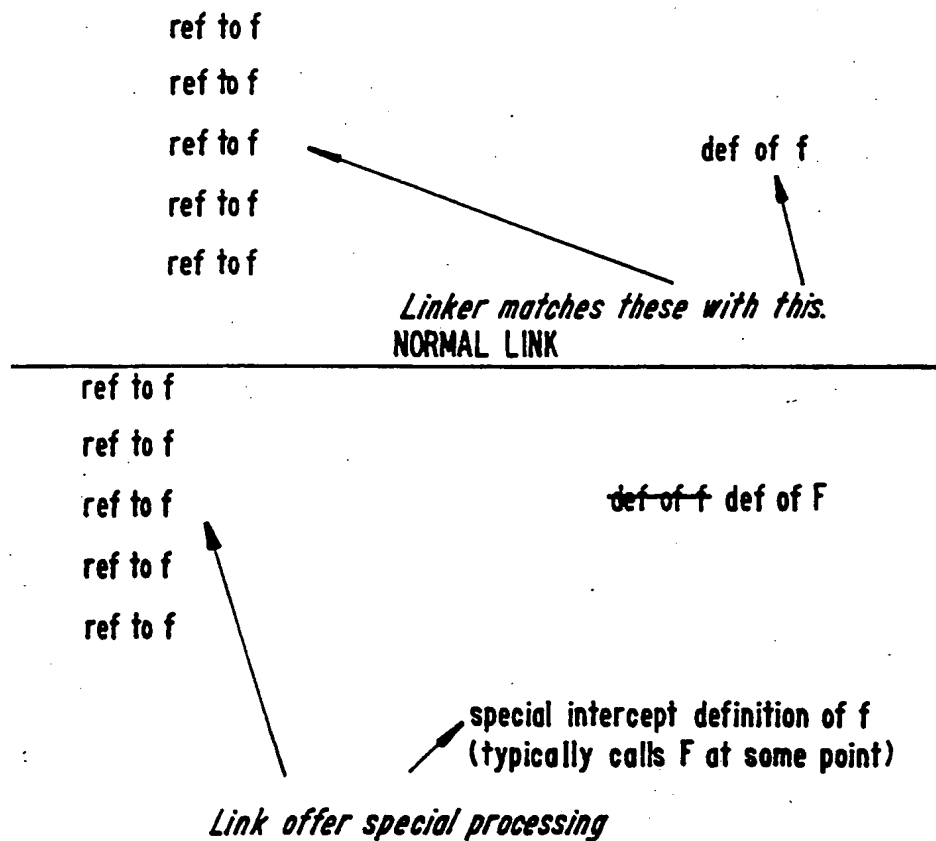 ref to f
ref to f
ref to f
def of f
ref to f
ref to f
Linker matches these with this.
NORMAL LINK
ref to f
ref to f
ref to f
def of f def of F
ref to f
ref to f
special intercept definition of f
(typically calls F at some point)
Link offer special processing